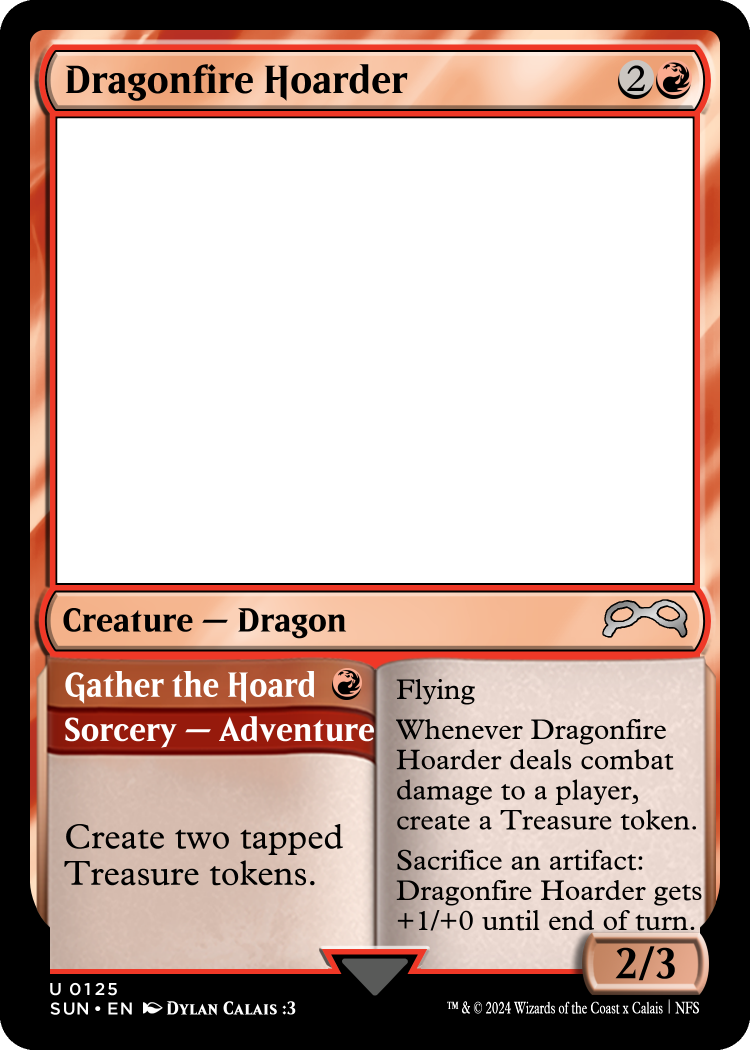 Dragonfire Hoarder 2
Creature — Dragon
Gather the Hoard
Sorcery — Adventure
Create two tapped
Treasure tokens.
Flying
Whenever Dragonfire
Hoarder deals combat
damage to a player,
create a Treasure token.
Sacrifice an artifact:
Dragonfire Hoarder gets
+1/+0 until end of turn.
2/3
U 0125
SUN • EN DYLAN CALAIS :3
™ & © 2024 Wizards of the Coast x Calais | NFS